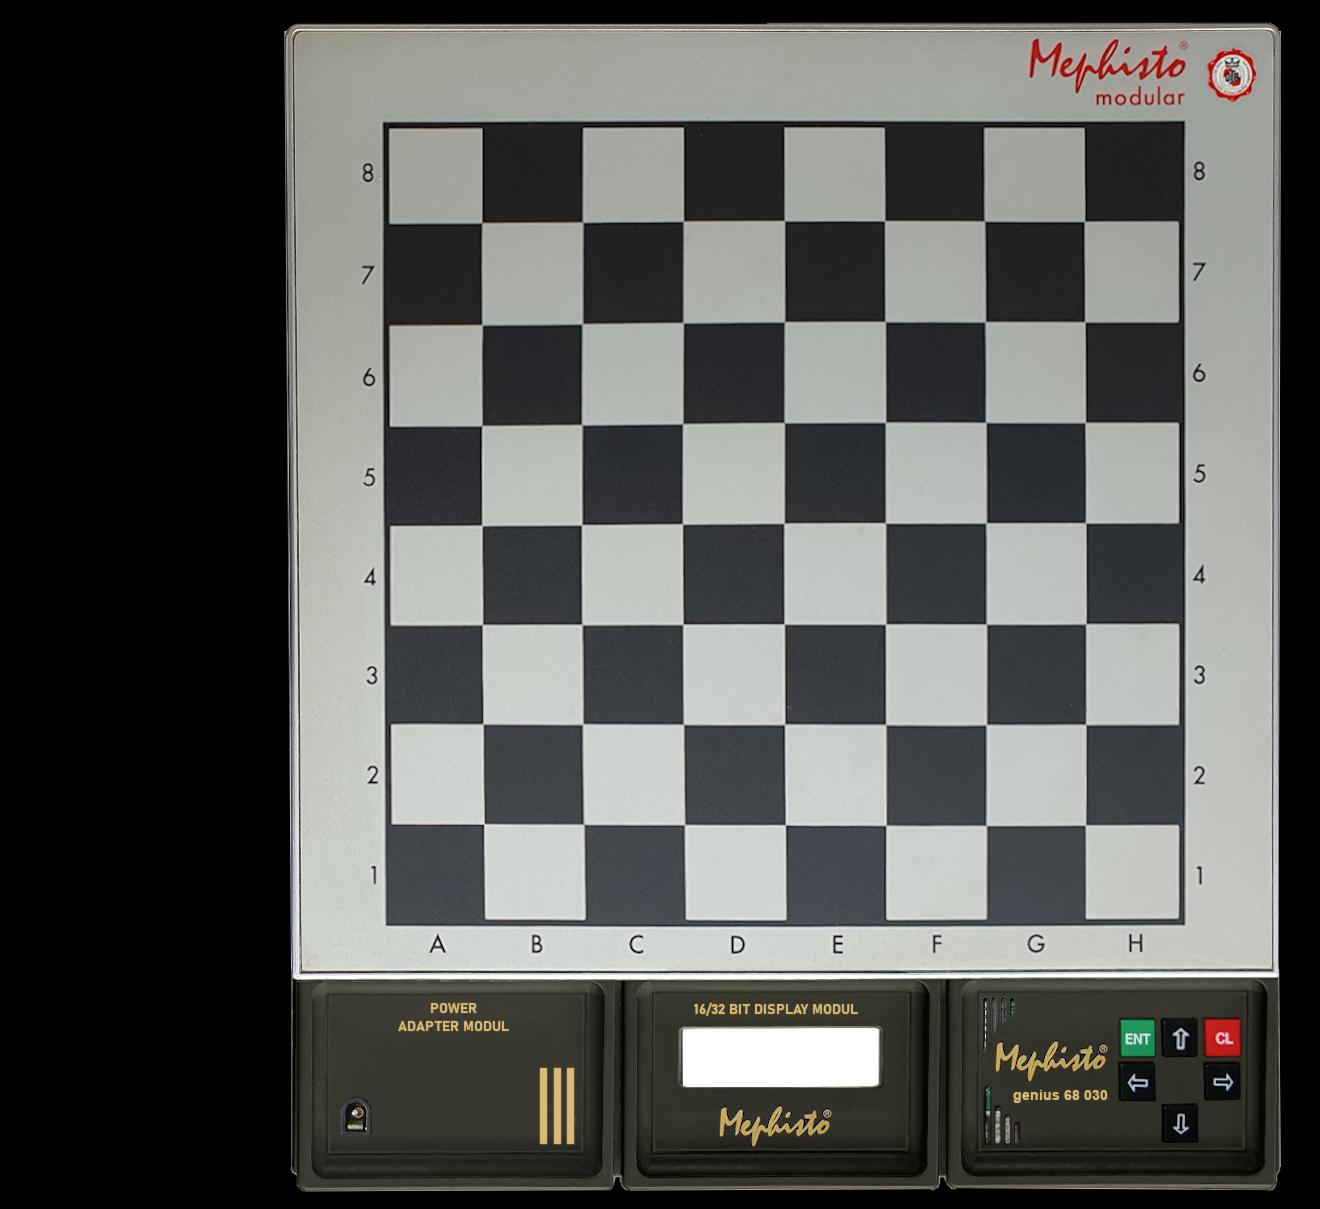 Mephisto®
modular
8 8
7 7
6 6
5 5
4 4
3 3
2 2
1 1
A B C D E F G H
POWER
ADAPTER MODUL
16/32 BIT DISPLAY MODUL
Mephisto®
Mephisto®
genius 68 030
ENT CL